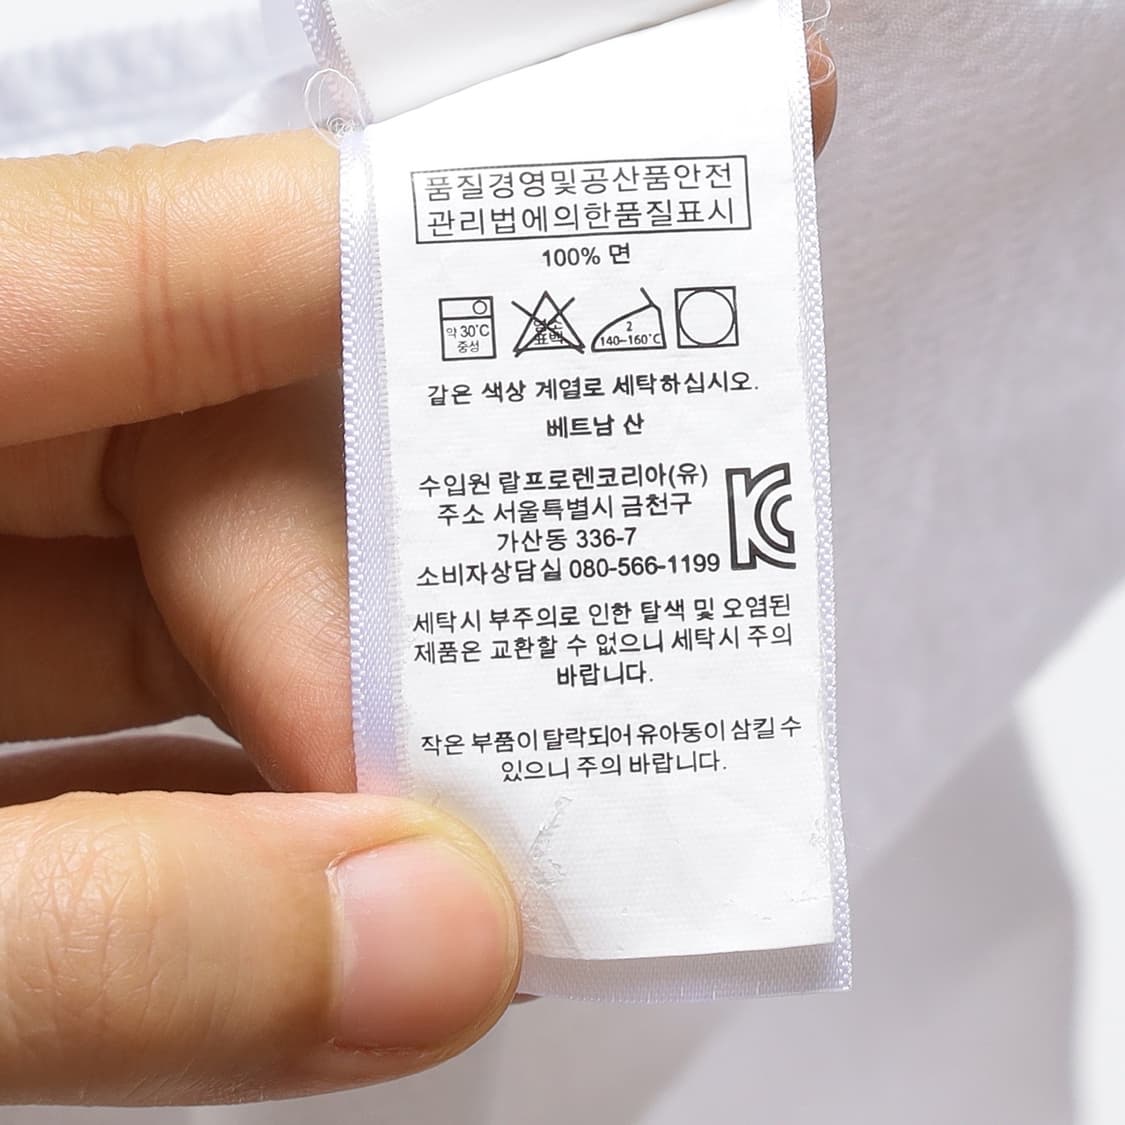 품질경영및공산품안전
관리법에의한품질표시
100% 면
약 30˚C
중성
염소
표백
2
140~160˚C
같은 색상 계열로 세탁하십시오.
베트남 산
수입원 랄프로렌코리아(유)
주소 서울특별시 금천구
가산동 336-7
소비자상담실 080-566-1199
세탁시 부주의로 인한 탈색 및 오염된
제품은 교환할 수 없으니 세탁시 주의
바랍니다.
작은 부품이 탈락되어 유아동이 삼킬 수
있으니 주의 바랍니다.